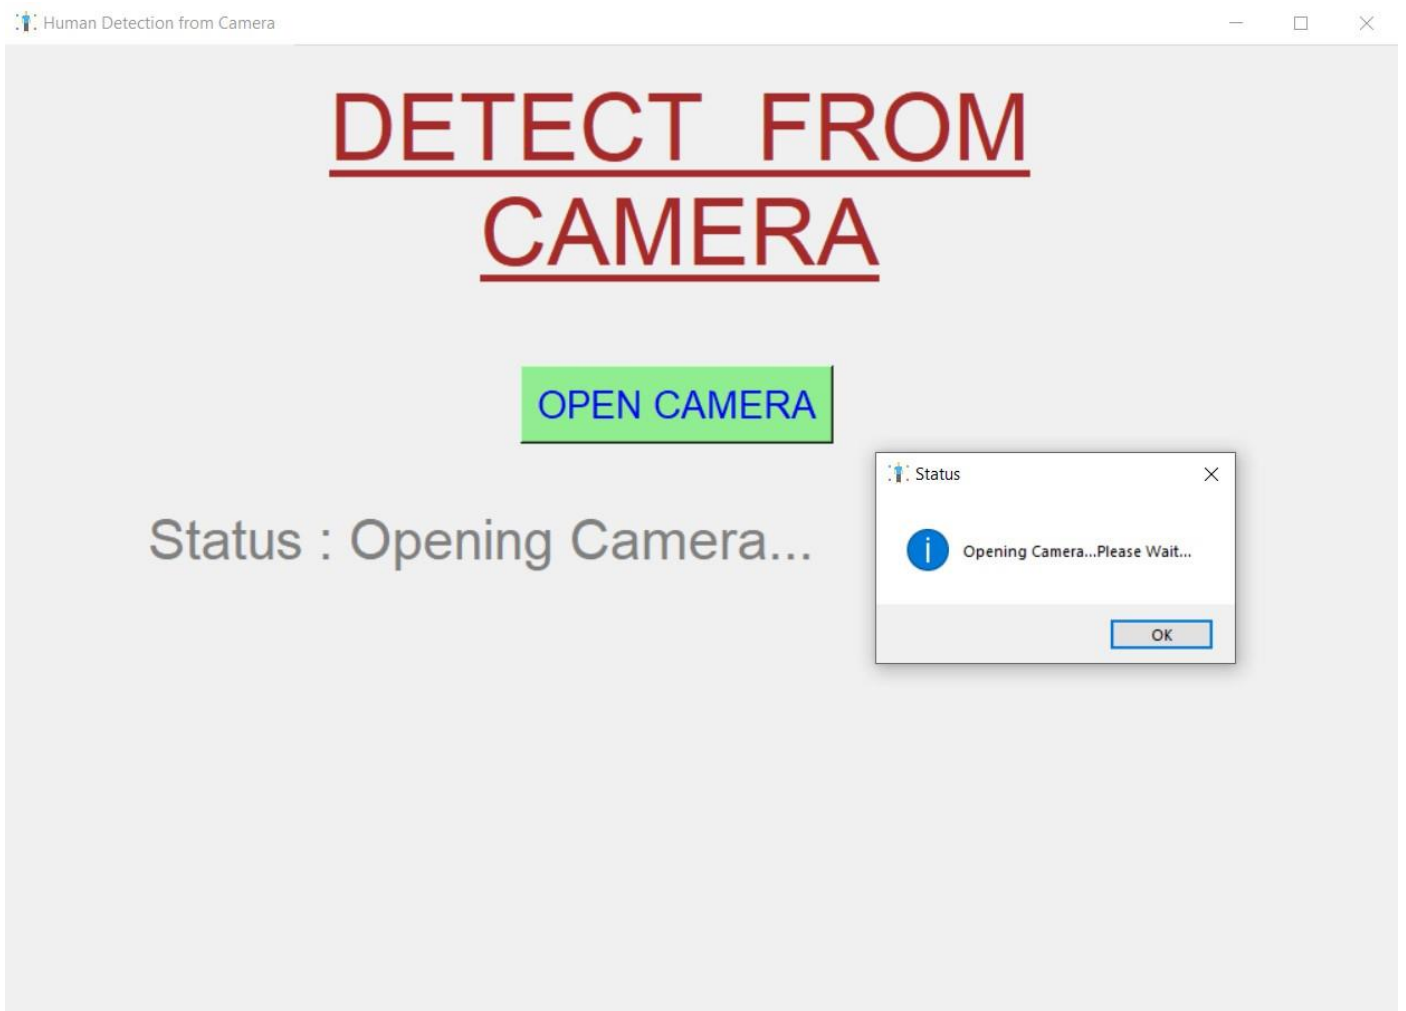 Human Detection from Camera
DETECT FROM
CAMERA
OPEN CAMERA
Status : Opening Camera...
Status
Opening Camera...Please Wait...
OK